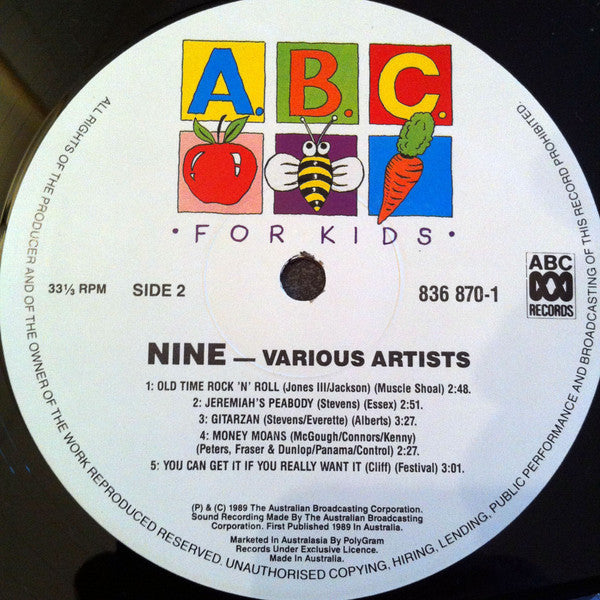 A. B. C.
• FOR KIDS •
33⅓ RPM
SIDE 2
836 870-1
ABC
RECORDS
NINE — VARIOUS ARTISTS
1: OLD TIME ROCK 'N' ROLL (Jones III/Jackson) (Muscle Shoal) 2:48.
2: JEREMIAH'S PEABODY (Stevens) (Essex) 2:51.
3: GITARZAN (Stevens/Everette) (Alberts) 3:27.
4: MONEY MOANS (McGough/Connors/Kenny)
(Peters, Fraser & Dunlop/Panama/Control) 2:27.
5: YOU CAN GET IT IF YOU REALLY WANT IT (Cliff) (Festival) 3:01.
(P) & (C) 1989 The Australian Broadcasting Corporation.
Sound Recording Made By The Australian Broadcasting
Corporation. First Published 1989 In Australia.
Marketed In Australasia By PolyGram
Records Under Exclusive Licence.
Made In Australia.
ALL RIGHTS OF THE PRODUCER AND OF THE OWNER OF THE WORK REPRODUCED RESERVED. UNAUTHORISED COPYING, HIRING, LENDING, PUBLIC PERFORMANCE AND BROADCASTING OF THIS RECORD PROHIBITED.